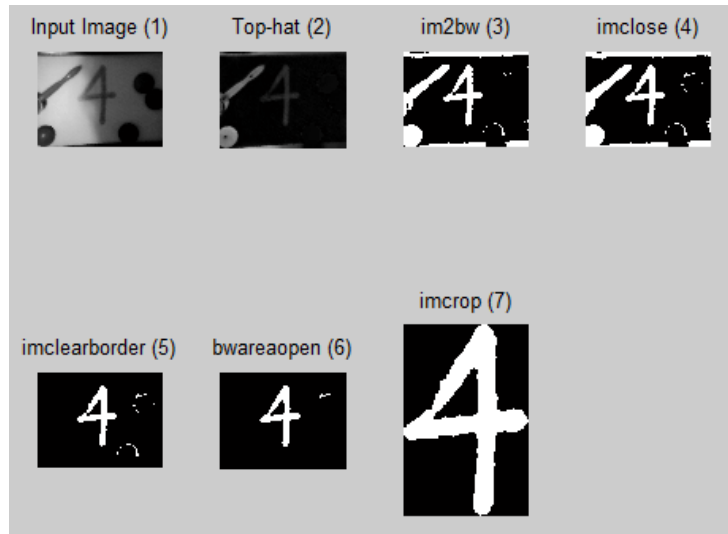 Input Image (1)
Top-hat (2)
im2bw (3)
imclose (4)
4
4
4
4
imclearborder (5)
bwareaopen (6)
imcrop (7)
4
4
4